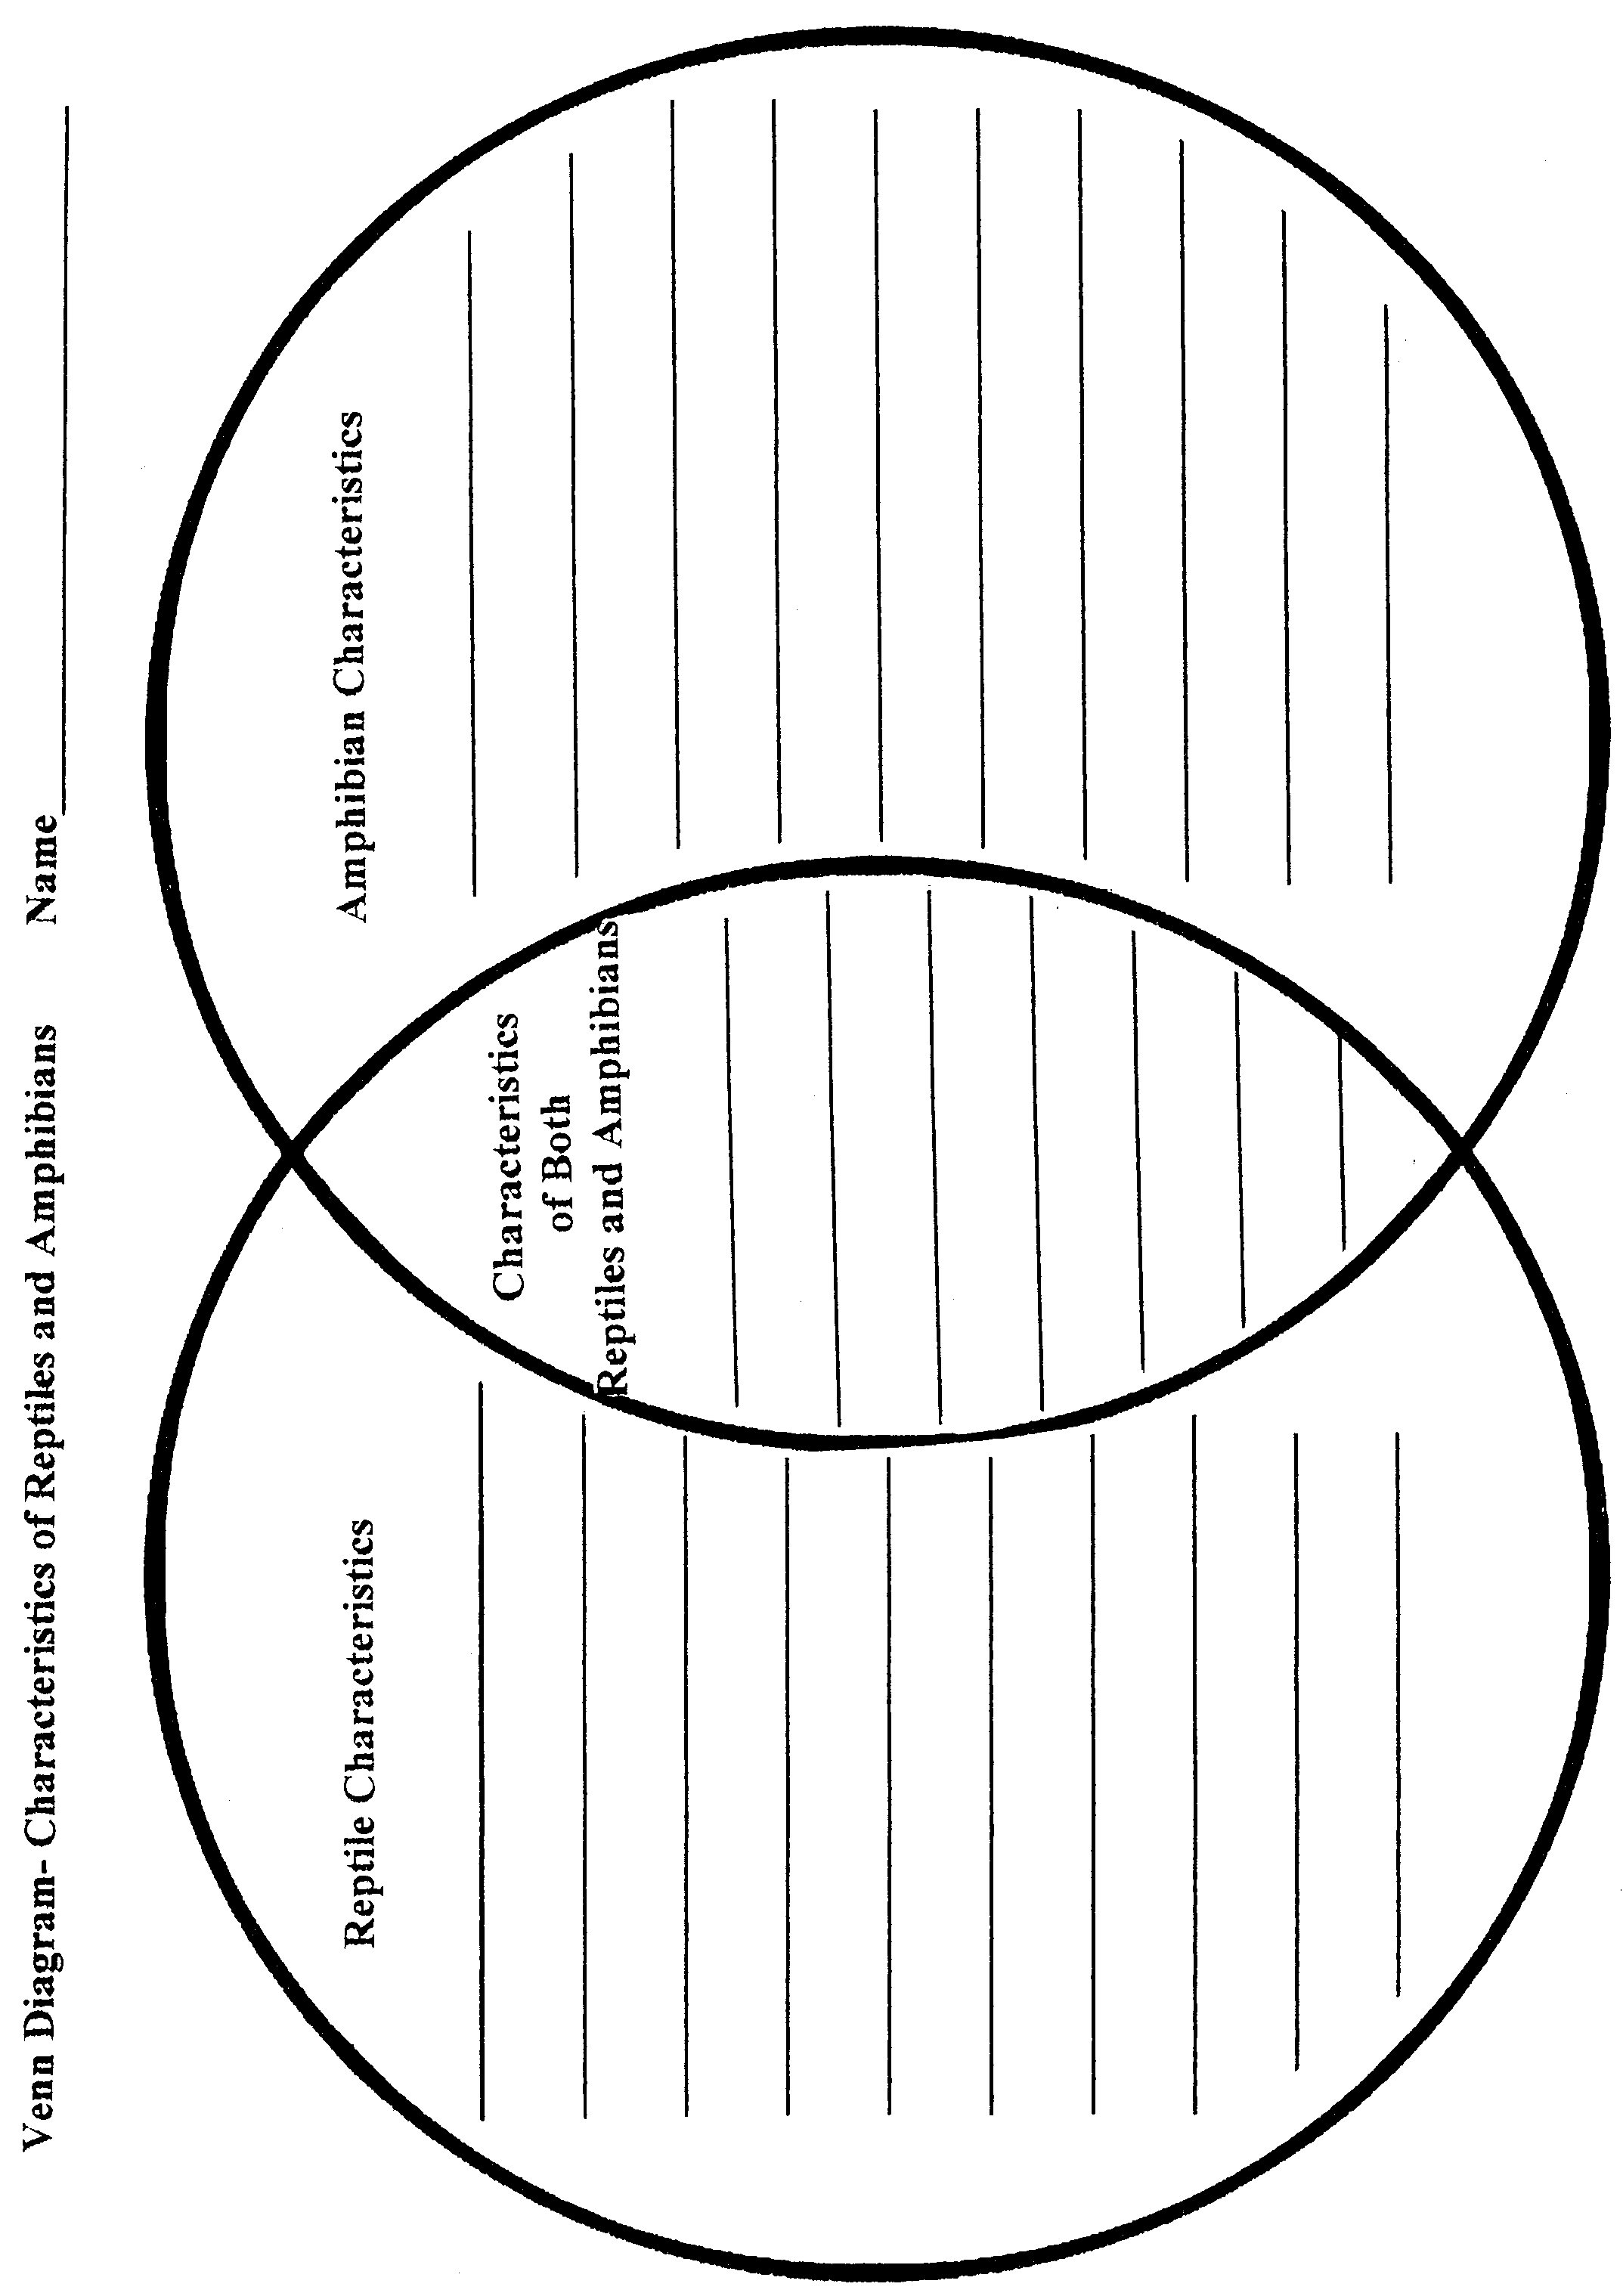 Venn Diagram- Characteristics of Reptiles and Amphibians Name
Reptile Characteristics
Characteristics
of Both
Reptiles and Amphibians
Amphibian Characteristics